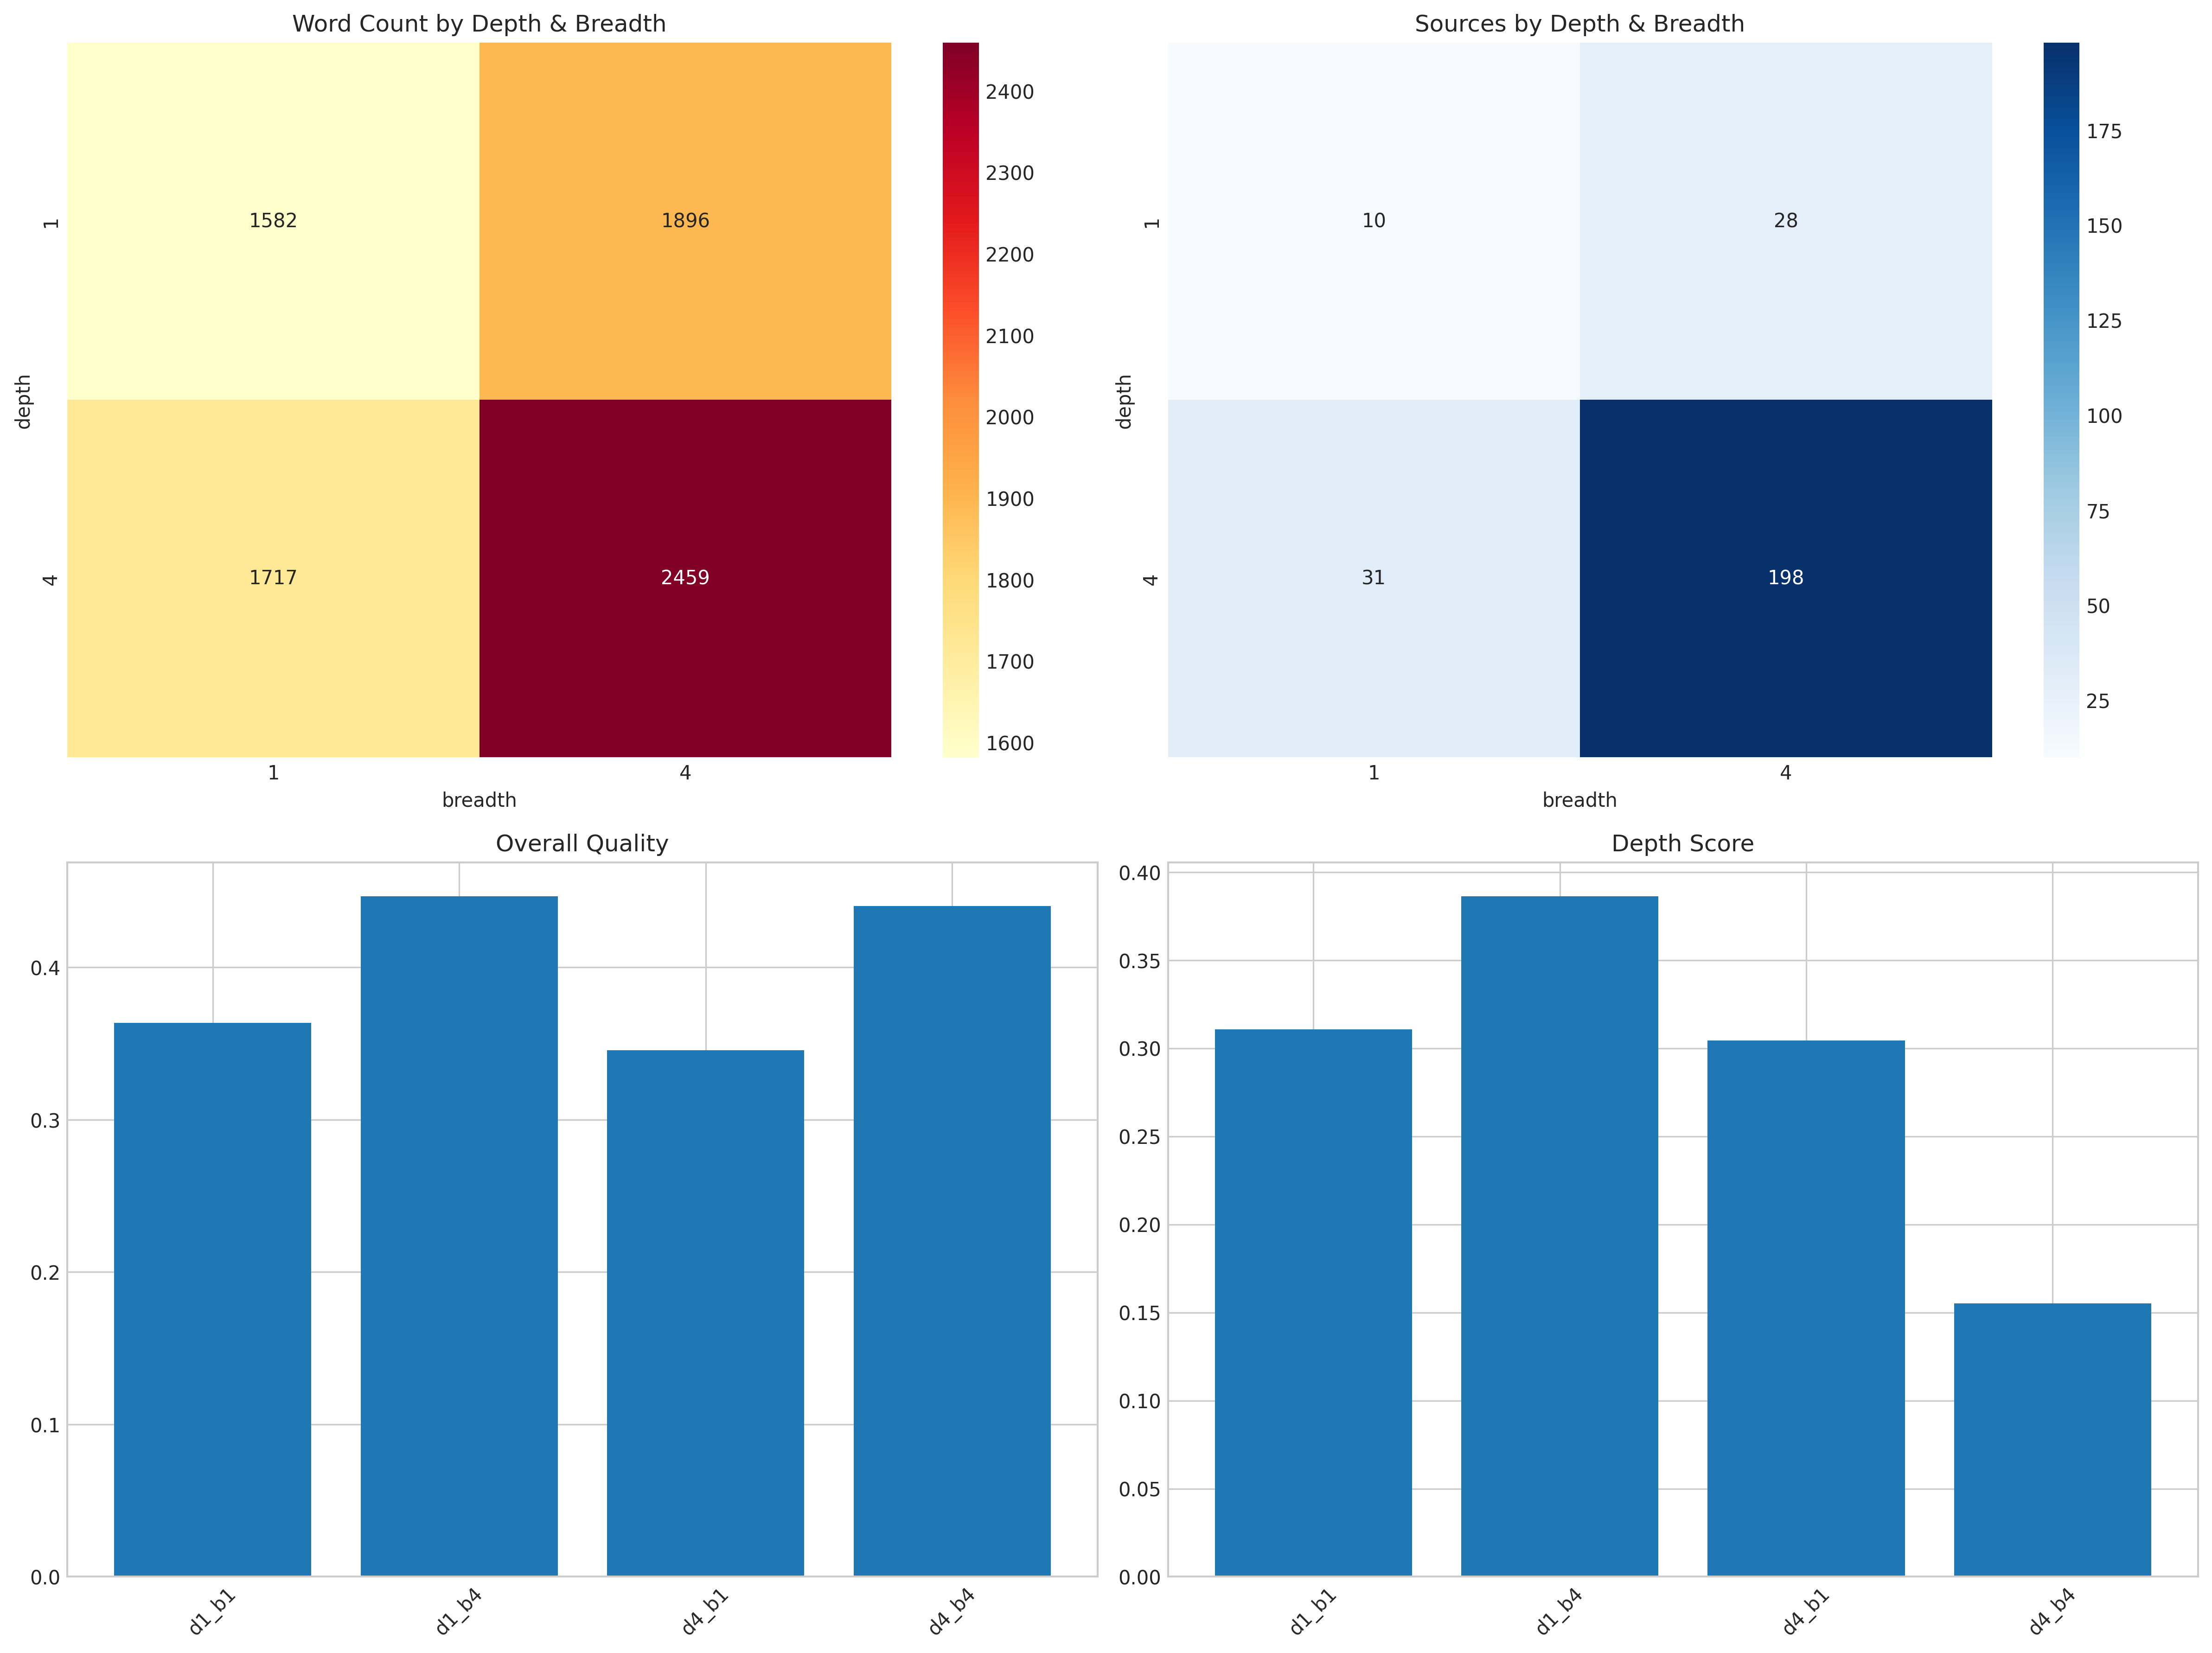 Word Count by Depth & Breadth
1582
1896
1717
2459
1
4
depth
1
4
breadth
2400
2300
2200
2100
2000
1900
1800
1700
1600
Sources by Depth & Breadth
10
28
31
198
1
4
depth
1
4
breadth
175
150
125
100
75
50
25
Overall Quality
0.4
0.3
0.2
0.1
0.0
d1_b1
d1_b4
d4_b1
d4_b4
Depth Score
0.40
0.35
0.30
0.25
0.20
0.15
0.10
0.05
0.00
d1_b1
d1_b4
d4_b1
d4_b4